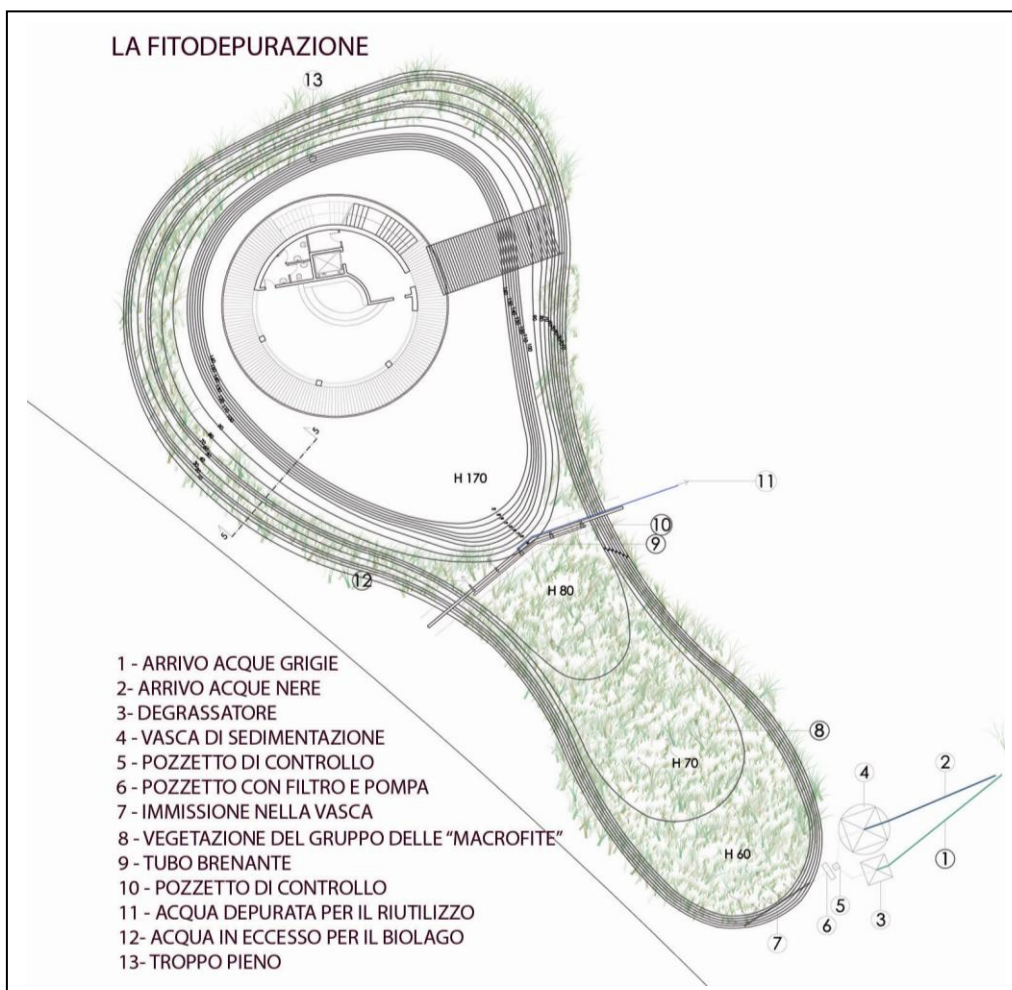 LA FITODEPURAZIONE
13
5
5
H 170
11
10
9
12
H 80
8
H 70
2
4
H 60
1
5
6
3
7
1 - ARRIVO ACQUE GRIGIE
2- ARRIVO ACQUE NERE
3- DEGRASSATORE
4 - VASCA DI SEDIMENTAZIONE
5 - POZZETTO DI CONTROLLO
6 - POZZETTO CON FILTRO E POMPA
7 - IMMISSIONE NELLA VASCA
8 - VEGETAZIONE DEL GRUPPO DELLE “MACROFITE”
9 - TUBO BRENANTE
10 - POZZETTO DI CONTROLLO
11 - ACQUA DEPURATA PER IL RIUTILIZZO
12- ACQUA IN ECCESSO PER IL BIOLAGO
13- TROPPO PIENO